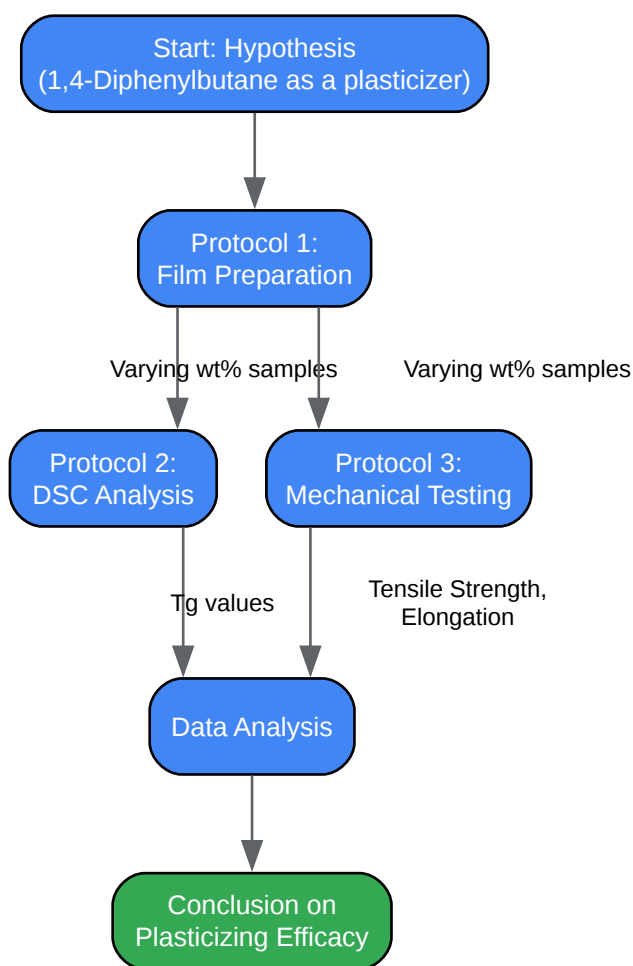 Start: Hypothesis
(1,4-Diphenylbutane as a plasticizer)
Protocol 1:
Film Preparation
Varying wt% samples
Varying wt% samples
Protocol 2:
DSC Analysis
Protocol 3:
Mechanical Testing
Tg values
Tensile Strength,
Elongation
Data Analysis
Conclusion on
Plasticizing Efficacy